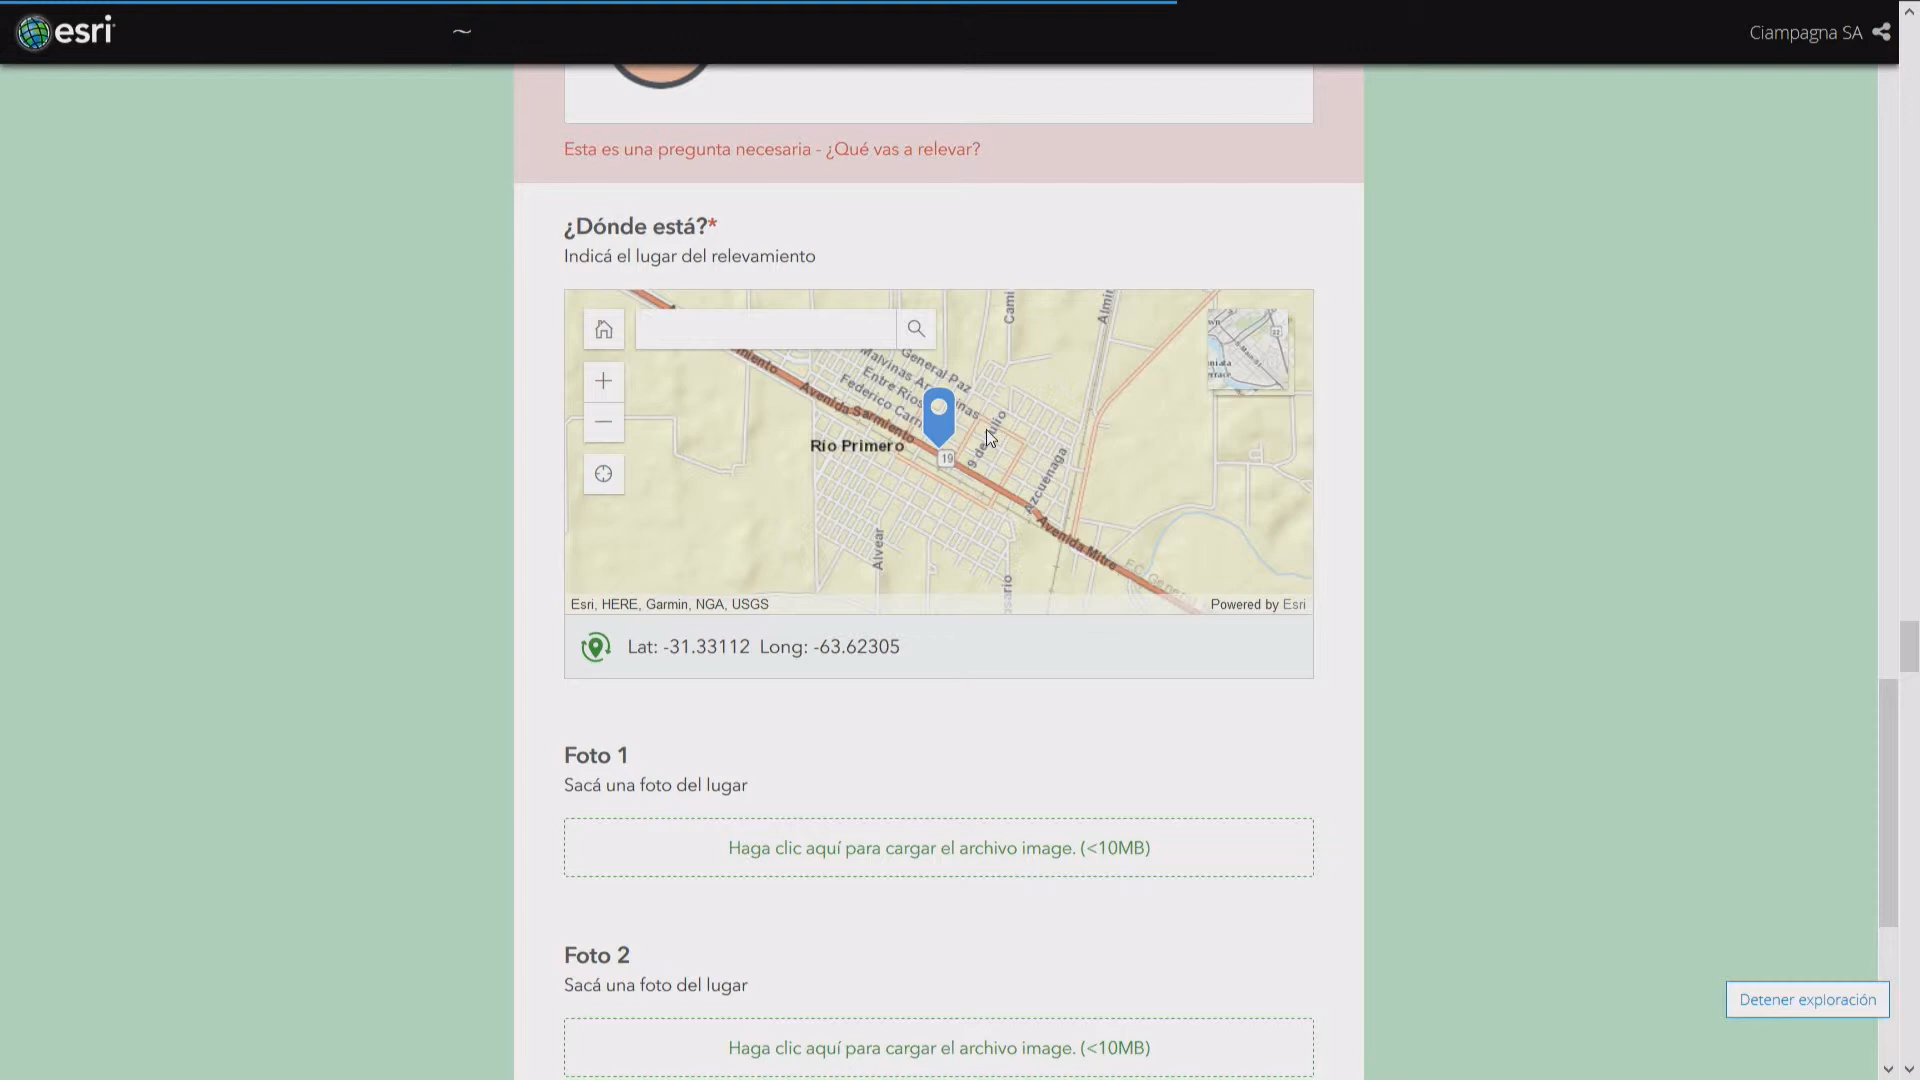 esri
Ciampagna SA
Esta es una pregunta necesaria - ¿Qué vas a relevar?
¿Dónde está?*
Indicá el lugar del relevamiento
General Paz
Entre Ríos
Avenida Sarmiento
Río Primero
19
9 de Julio
Azcuénaga
Avenida Mitre
Alvear
Esri, HERE, Garmin, NGA, USGS
Powered by Esri
Lat: -31.33112 Long: -63.62305
Foto 1
Sacá una foto del lugar
Haga clic aquí para cargar el archivo image. (<10MB)
Foto 2
Sacá una foto del lugar
Detener exploración
Haga clic aquí para cargar el archivo image. (<10MB)